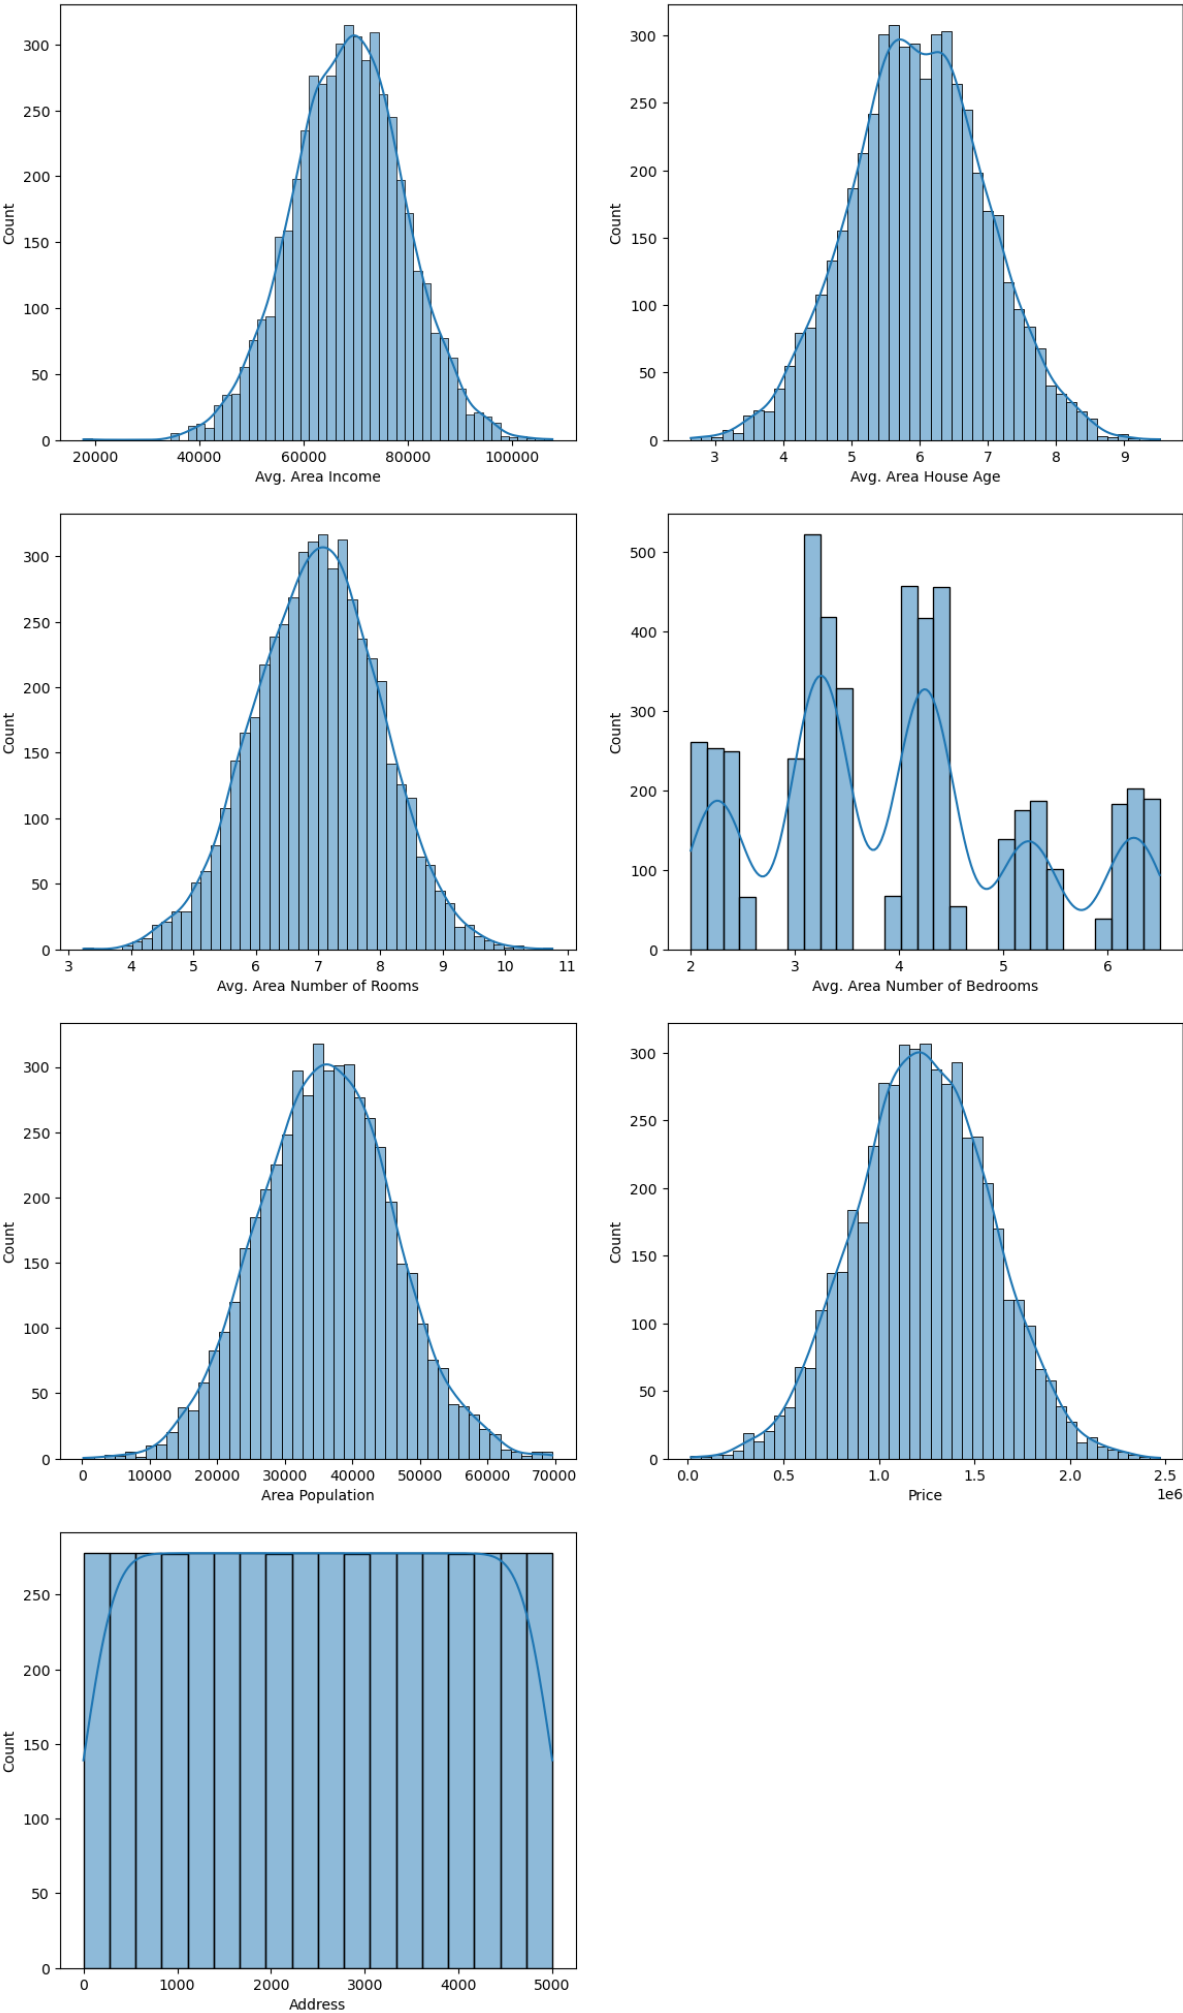 300
250
200
150
100
50
0
Count
20000 40000 60000 80000 100000
Avg. Area Income
300
250
200
150
100
50
0
Count
3 4 5 6 7 8 9
Avg. Area House Age
300
250
200
150
100
50
0
Count
3 4 5 6 7 8 9 10 11
Avg. Area Number of Rooms
500
400
300
200
100
0
Count
2 3 4 5 6
Avg. Area Number of Bedrooms
300
250
200
150
100
50
0
Count
0 10000 20000 30000 40000 50000 60000 70000
Area Population
300
250
200
150
100
50
0
Count
0.0 0.5 1.0 1.5 2.0 2.5
1e6
Price
250
200
150
100
50
0
Count
0 1000 2000 3000 4000 5000
Address